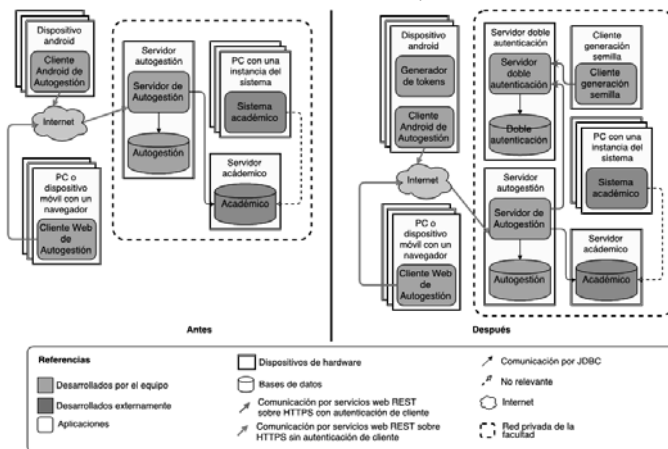 Dispositivo
android
Cliente
Android de
Autogestión
Internet
PC o
dispositivo
móvil con un
navegador
Cliente Web
de
Autogestión
Servidor
autogestión
Servidor de
Autogestión
Autogestión
PC con una
instancia del
sistema
Sistema
académico
Servidor
académico
Académico
Antes
Dispositivo
android
Generador
de tokens
Cliente
Android de
Autogestión
Internet
PC o
dispositivo
móvil con un
navegador
Cliente Web
de
Autogestión
Servidor doble
autenticación
Servidor
doble
autenticación
Doble
autenticación
Cliente
generación
semilla
Cliente
generación
semilla
Servidor
autogestión
Servidor de
Autogestión
Autogestión
PC con una
instancia del
sistema
Sistema
académico
Servidor
académico
Académico
Después
Referencias
Desarrollados por el equipo
Desarrollados externamente
Aplicaciones
Dispositivos de hardware
Bases de datos
Comunicación por servicios web REST
sobre HTTPS con autenticación de cliente
Comunicación por servicios web REST sobre
HTTPS sin autenticación de cliente
Comunicación por JDBC
No relevante
Internet
Red privada de la
facultad